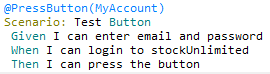 @PressButton(MyAccount)
Scenario: Test Button
Given I can enter email and password
When I can login to stockUnlimited
Then I can press the button